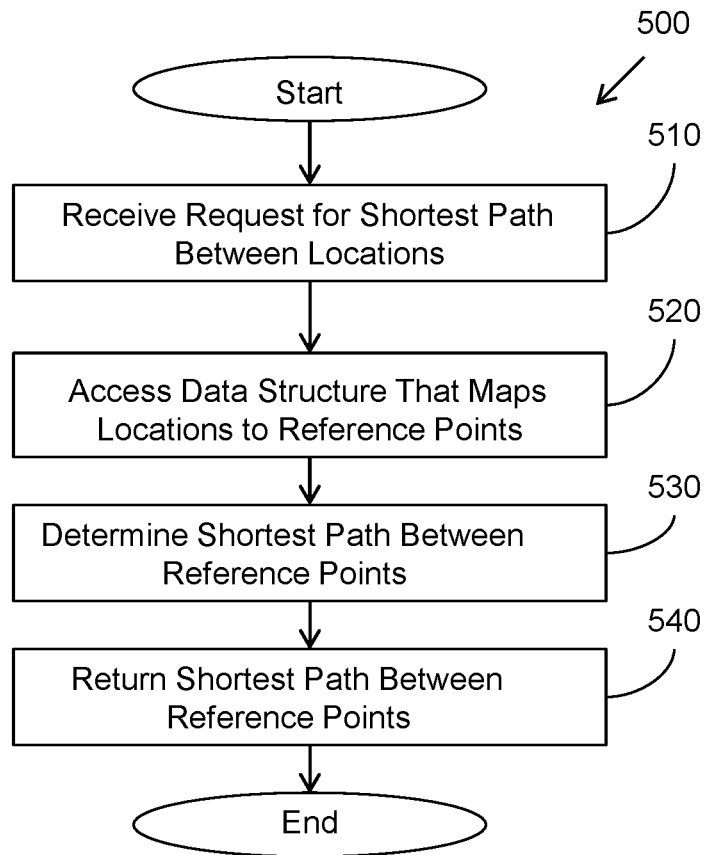 500
Start
510
Receive Request for Shortest Path
Between Locations
520
Access Data Structure That Maps
Locations to Reference Points
530
Determine Shortest Path Between
Reference Points
540
Return Shortest Path Between
Reference Points
End